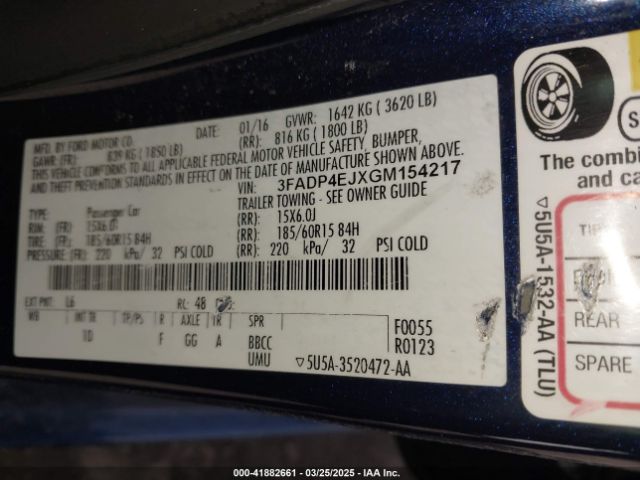 MFD. BY FORD MOTOR CO.
DATE: 01/16 GVWR: 1642 KG ( 3620 LB)
GAWR: (FR): 839 KG ( 1850 LB) (RR): 816 KG ( 1800 LB)
THIS VEHICLE CONFORMS TO ALL APPLICABLE FEDERAL MOTOR VEHICLE SAFETY, BUMPER,
AND THEFT PREVENTION STANDARDS IN EFFECT ON THE DATE OF MANUFACTURE SHOWN ABOVE.
VIN: 3FADP4EJXGM154217
TYPE: Passenger Car TRAILER TOWING - SEE OWNER GUIDE
RIM: (FR) 15X6.0J (RR): 15X6.0J
TIRE: (FR) 185/60R15 84H (RR): 185/60R15 84H
PRESSURE: (FR) 220 kPa/ 32 PSI COLD (RR): 220 kPa/ 32 PSI COLD
EXT PNT: L6 RC: 48
WB INT TR TP/PS R AXLE TR SPR
YD F GG A BBCC
UMU
F0055
R0123
▽5U5A-3520472-AA
The combi
and ca
TIR
REAR
SPARE
▽5U5A-1532-AA (TLU)
000-41882661 - 03/25/2025 - IAA Inc.